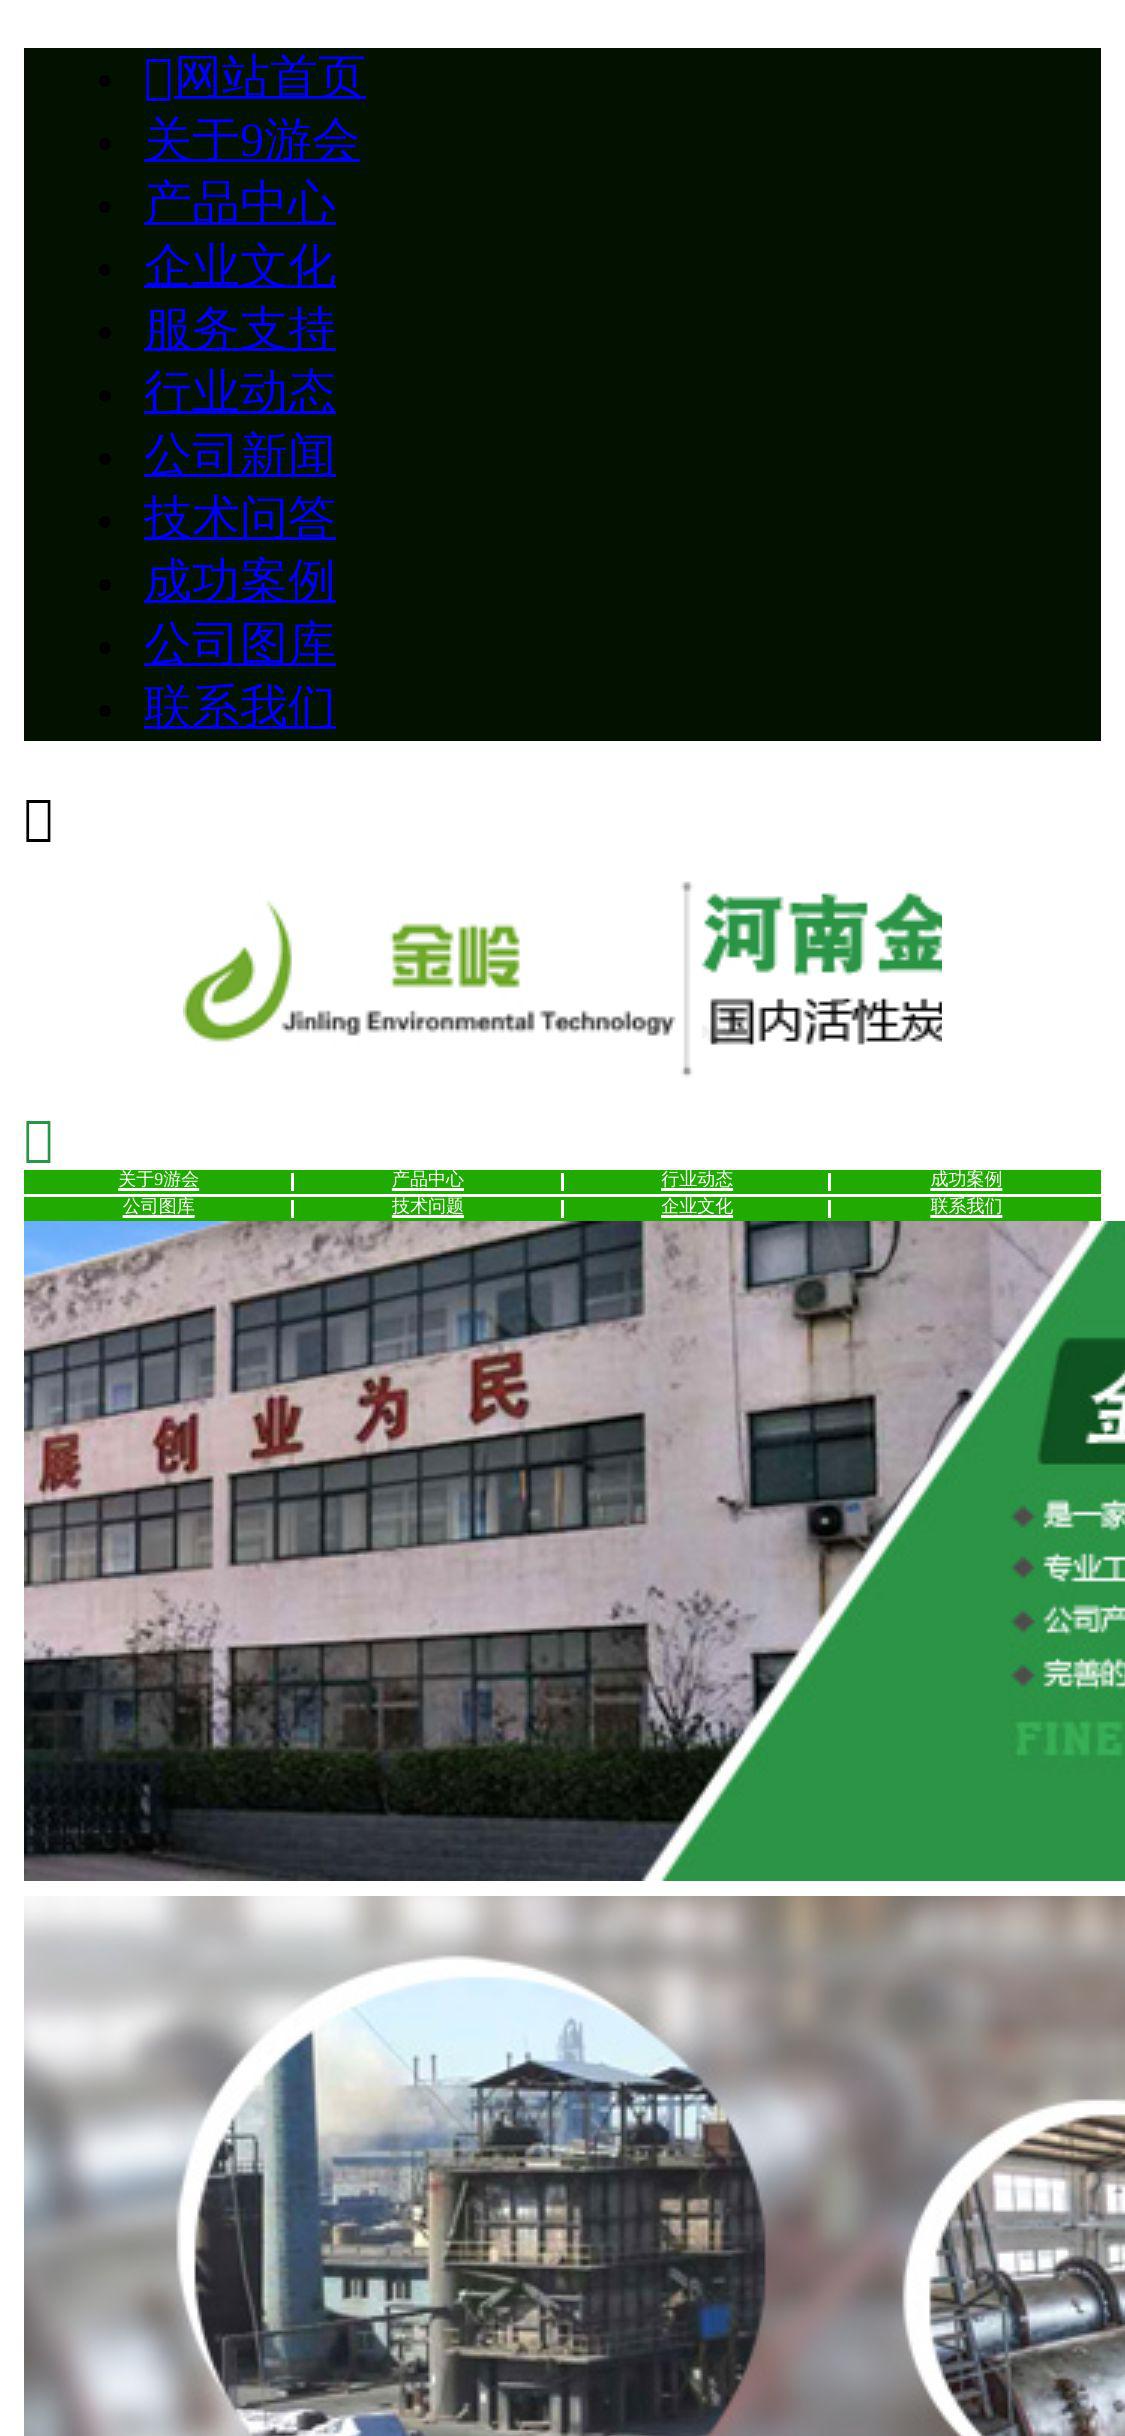 网站首页
关于9游会
产品中心
企业文化
服务支持
行业动态
公司新闻
技术问答
成功案例
公司图库
联系我们
金岭
Jinling Environmental Technology
河南金
国内活性炭
关于9游会 产品中心 行业动态 成功案例
公司图库 技术问题 企业文化 联系我们
展 创 业 为 民
是一家
专业工
公司产
完善的
FINE